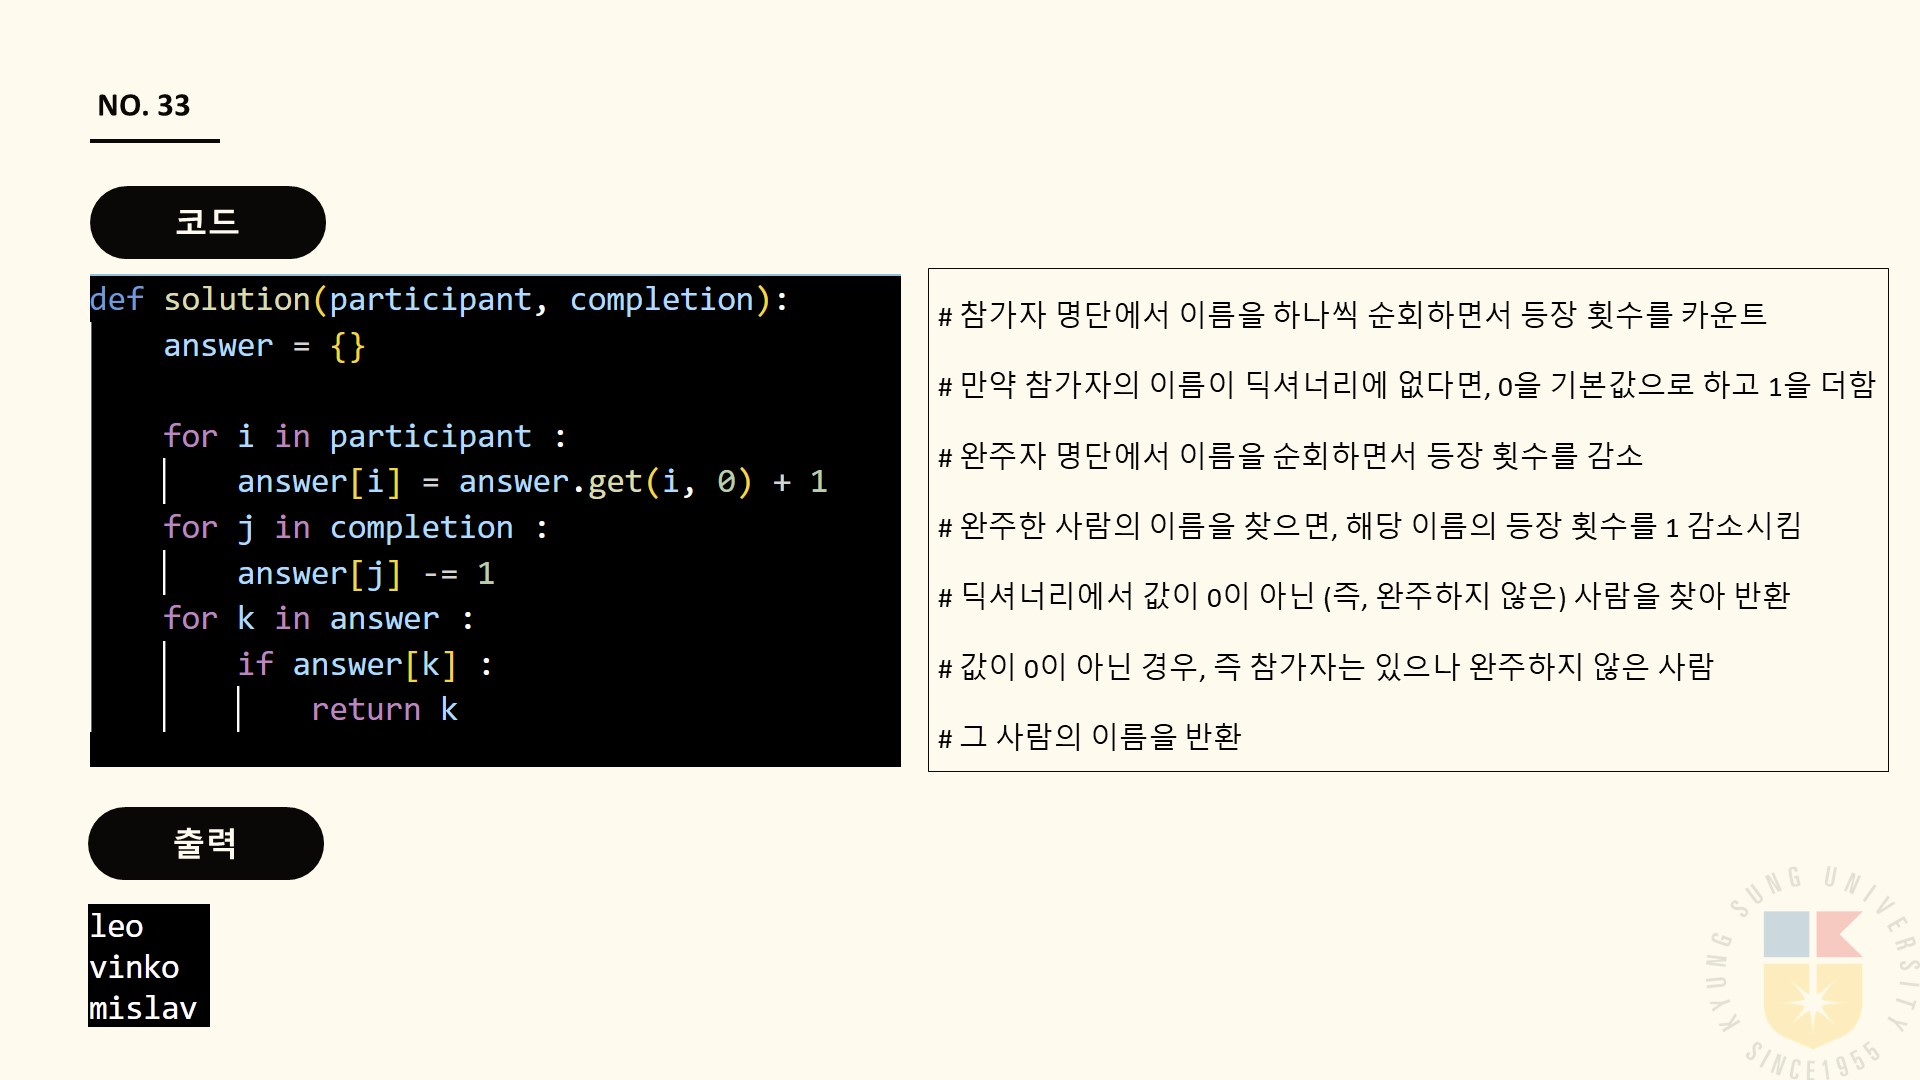 NO. 33
코드
def solution(participant, completion):
    answer = {}
    for i in participant :
        answer[i] = answer.get(i, 0) + 1
    for j in completion :
        answer[j] -= 1
    for k in answer :
        if answer[k] :
            return k
# 참가자 명단에서 이름을 하나씩 순회하면서 등장 횟수를 카운트
# 만약 참가자의 이름이 딕셔너리에 없다면, 0을 기본값으로 하고 1을 더함
# 완주자 명단에서 이름을 순회하면서 등장 횟수를 감소
# 완주한 사람의 이름을 찾으면, 해당 이름의 등장 횟수를 1 감소시킴
# 딕셔너리에서 값이 0이 아닌 (즉, 완주하지 않은) 사람을 찾아 반환
# 값이 0이 아닌 경우, 즉 참가자는 있으나 완주하지 않은 사람
# 그 사람의 이름을 반환
출력
leo
vinko
mislav
KYUNG SUNG UNIVERSITY
SINCE1955